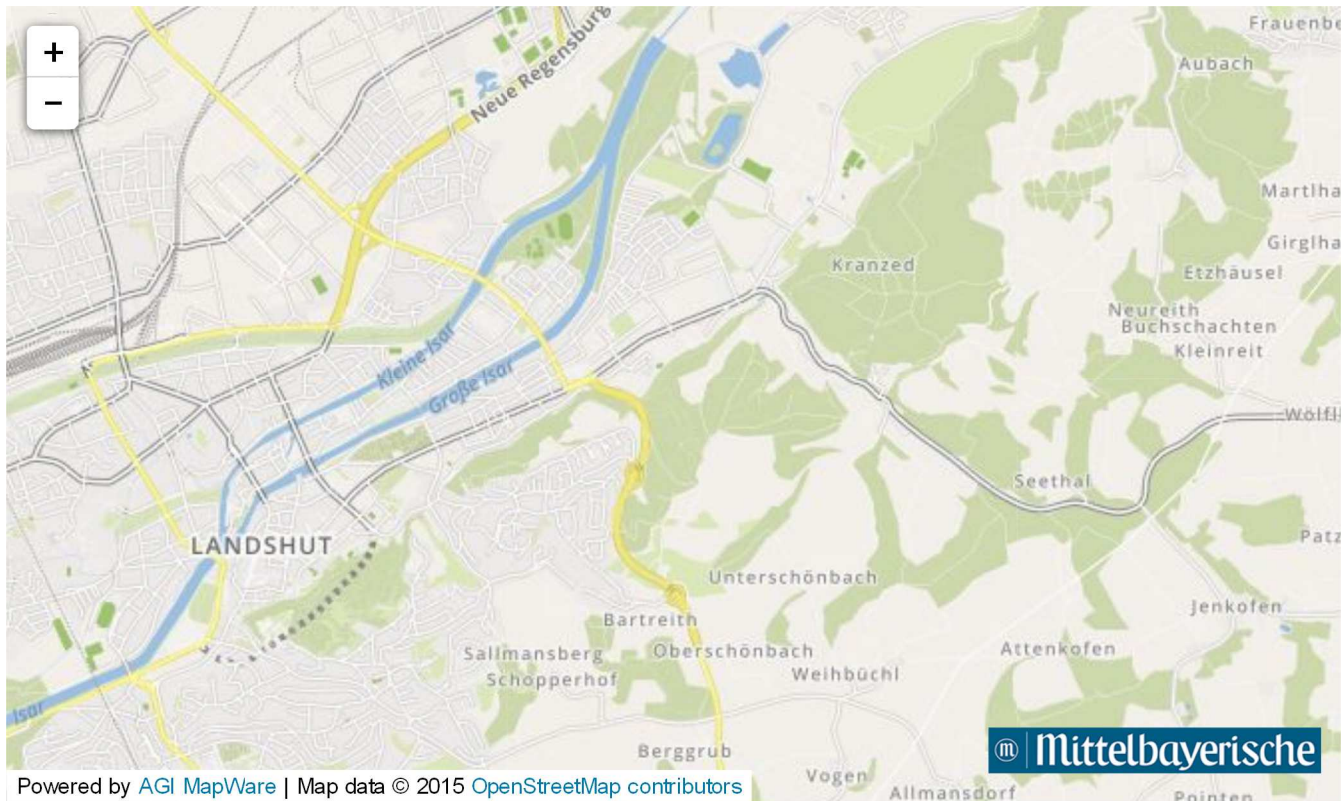 +
−
Frauenbe
Aubach
Neue Regensburg
Martlha
Girglha
Kranzed
Etzhäusel
Neureith
Buchschachten
Kleinreit
Kleine Isar
Große Isar
Wölfl
Seethal
Patz
LANDSHUT
Unterschönbach
Jenkofen
Bartreith
Sallmansberg
Oberschönbach
Attenkofen
Schopperhof
Weihbüchl
Isar
Berggrub
m Mittelbayerische
Vogen
Allmansdorf
Pointen
Powered by AGI MapWare | Map data © 2015 OpenStreetMap contributors